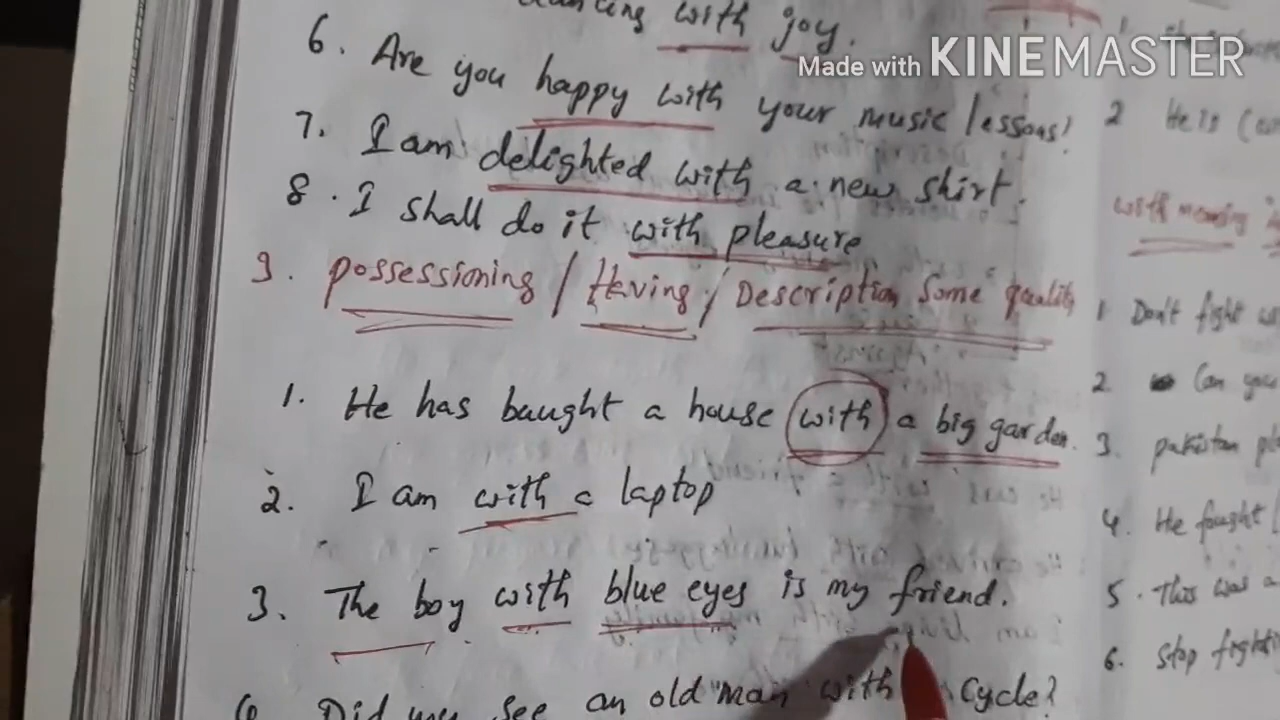 with joy.
Made with KINEMASTER
6. Are you happy with your music lessons?
7. I am delighted with a new shirt.
8. I shall do it with pleasure
9. possessioning / Having / Description some quality
1. He has baught a house with a big garden.
2. I am with a laptop
3. The boy with blue eyes is my friend.
Did see an old man with Cycle?
2 He is
with meaning
1 Don't fight
2 Can you
3. pakistan
4. He fought
5. This was a
6. Stop